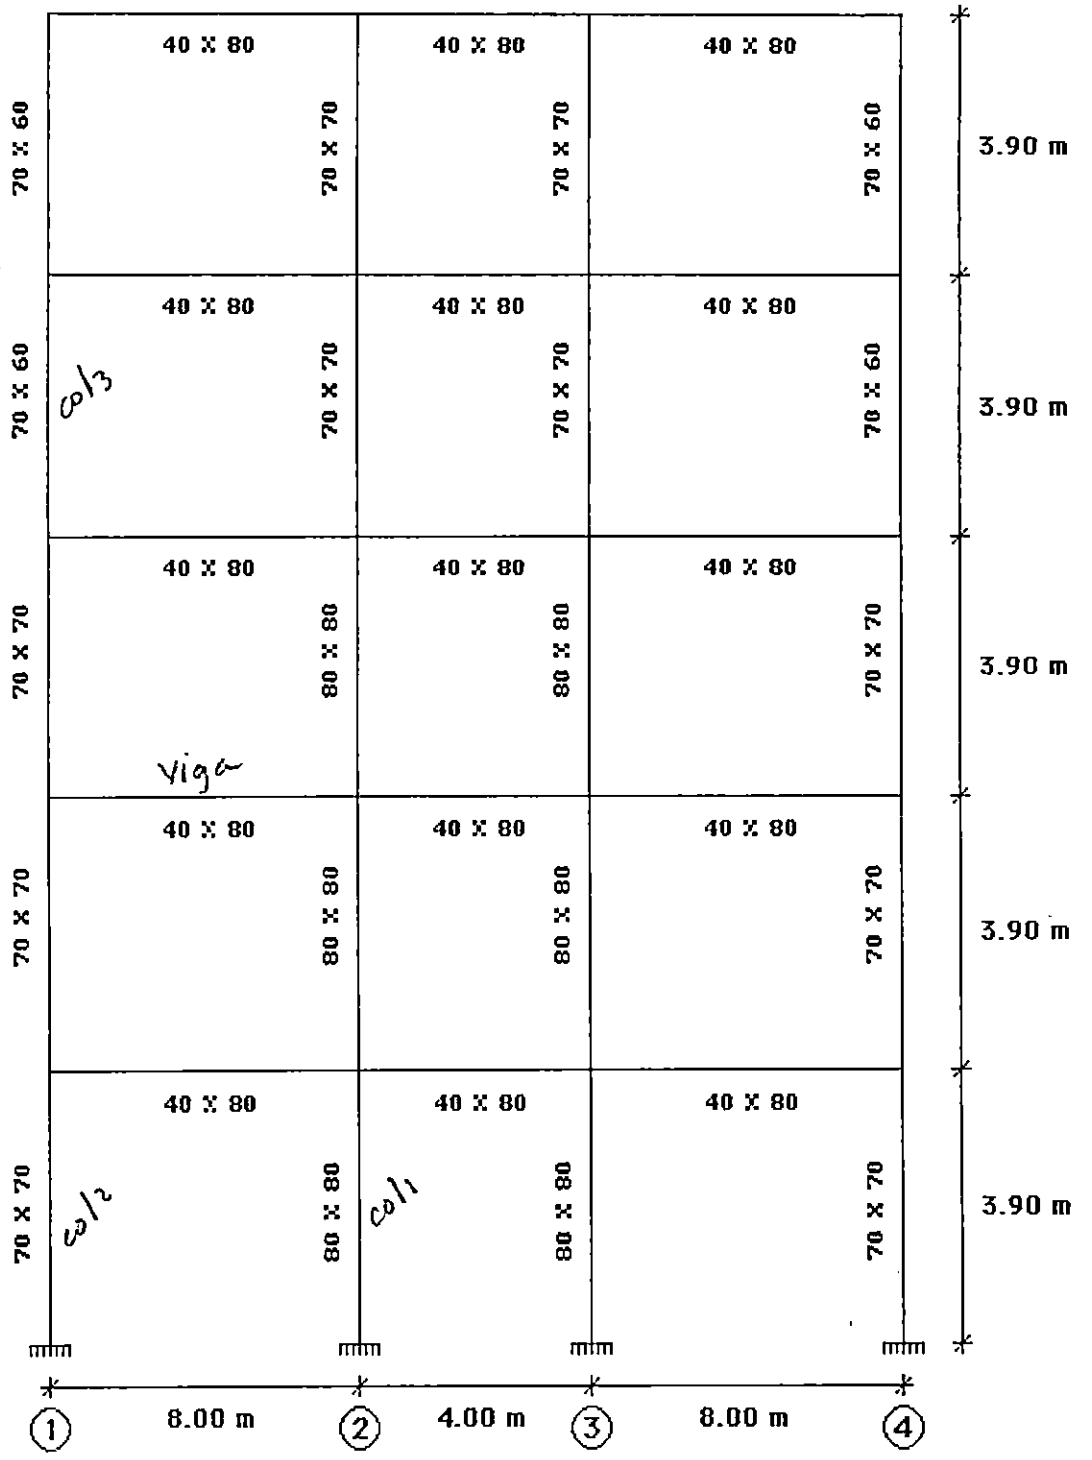 40 X 80 40 X 80 40 X 80
70 X 60 70 X 70 70 X 70 70 X 60 3.90 m
40 X 80 40 X 80 40 X 80
70 X 60 col3 70 X 70 70 X 70 70 X 60 3.90 m
40 X 80 40 X 80 40 X 80
70 X 70 80 X 80 80 X 80 70 X 70 3.90 m
viga
40 X 80 40 X 80 40 X 80
70 X 70 80 X 80 80 X 80 70 X 70 3.90 m
40 X 80 40 X 80 40 X 80
70 X 70 col2 80 X 80 col1 80 X 80 70 X 70 3.90 m
1 8.00 m 2 4.00 m 3 8.00 m 4